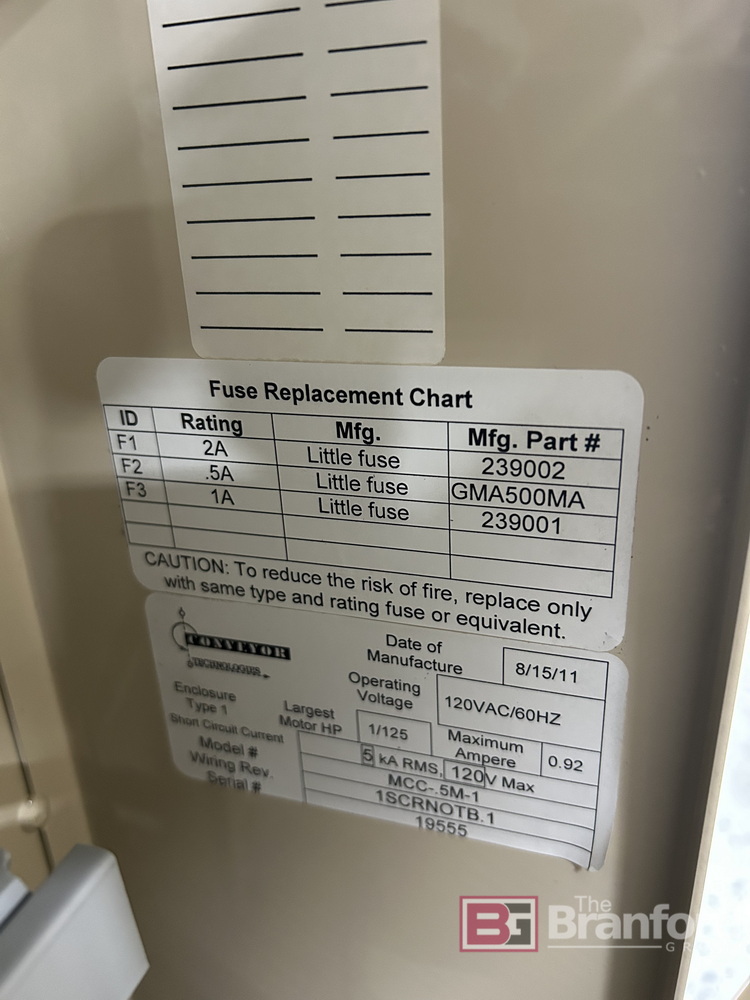 Fuse Replacement Chart
ID Rating Mfg. Mfg. Part #
F1 2A Little fuse 239002
F2 .5A Little fuse GMA500MA
F3 1A Little fuse 239001
CAUTION: To reduce the risk of fire, replace only
with same type and rating fuse or equivalent.
CONVEYOR
TECHNOLOGIES
Date of
Manufacture 8/15/11
Enclosure
Type 1
Operating
Voltage 120VAC/60HZ
Largest
Motor HP 1/125
Maximum
Ampere 0.92
Short Circuit Current 5 kA RMS, 120V Max
Model # MCC-.5M-1
Wiring Rev. 1SCRNOTB.1
Serial # 19555
BG The
Branfo
GR